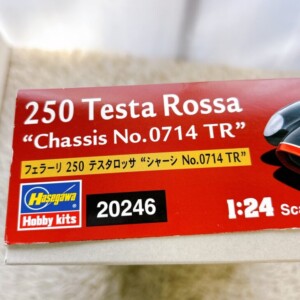 250 Testa Rossa
"Chassis No.0714 TR"
フェラーリ 250 テスタロッサ "シャーシ No.0714 TR"
Hasegawa
Hobby kits
20246
1:24 Sca